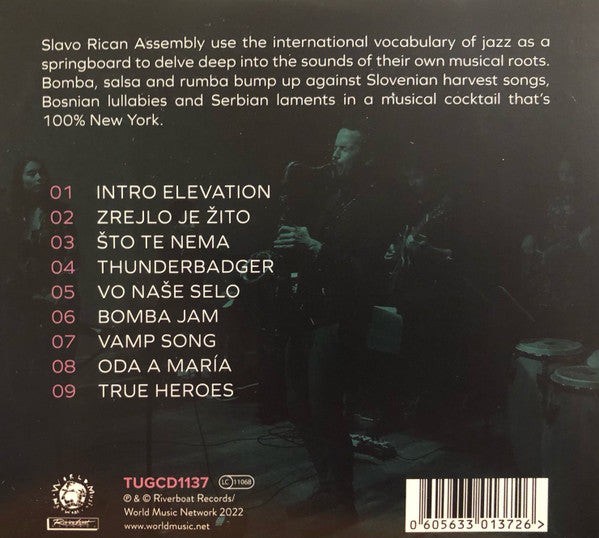 Slavo Rican Assembly use the international vocabulary of jazz as a
springboard to delve deep into the sounds of their own musical roots.
Bomba, salsa and rumba bump up against Slovenian harvest songs,
Bosnian lullabies and Serbian laments in a musical cocktail that's
100% New York.
01 INTRO ELEVATION
02 ZREJLO JE ŽITO
03 ŠTO TE NEMA
04 THUNDERBADGER
05 VO NAŠE SELO
06 BOMBA JAM
07 VAMP SONG
08 ODA A MARÍA
09 TRUE HEROES
TUGCD1137 LC 11068
℗ & © Riverboat Records/
World Music Network 2022
www.worldmusic.net
Riverboat
0 605633 013726 >